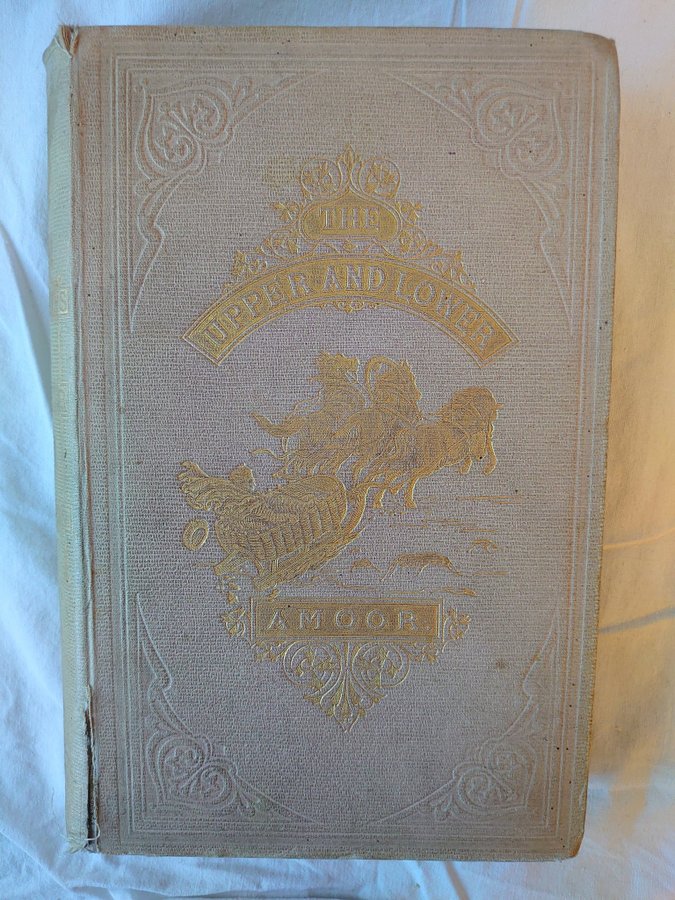 THE
UPPER AND LOWER
AMOOR.